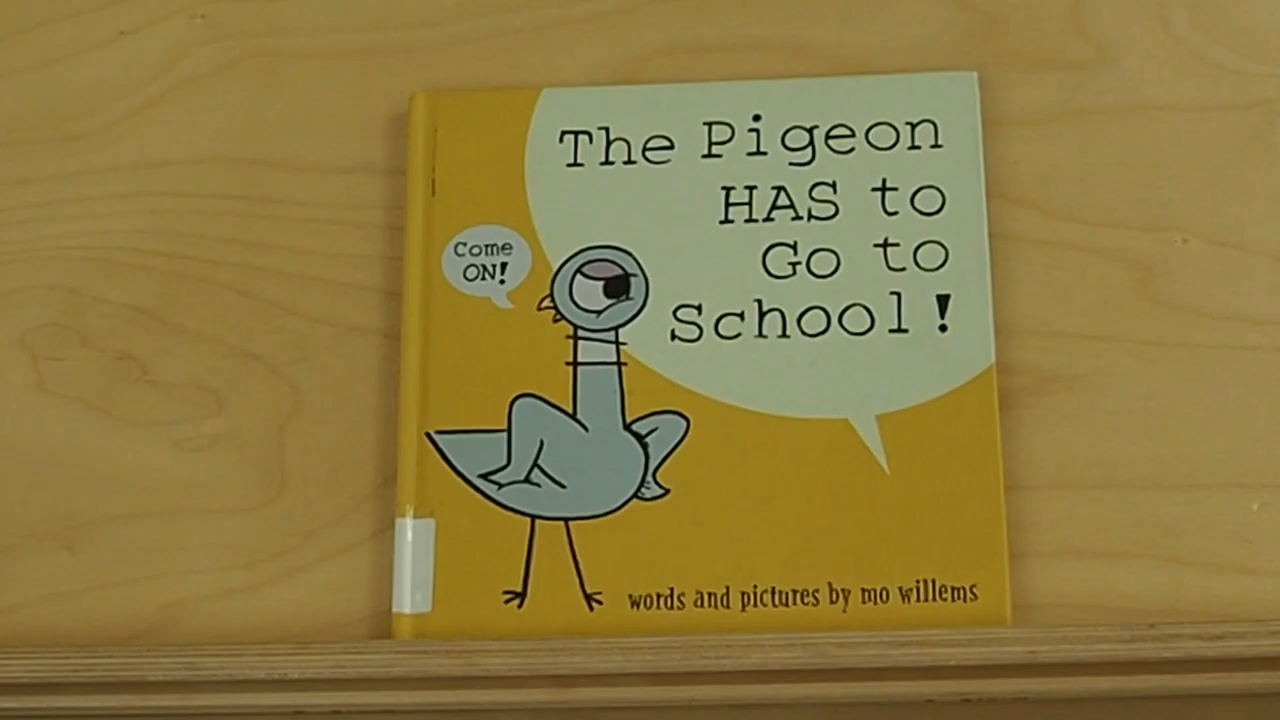 The Pigeon
HAS to
Go to
School!
Come
ON!
words and pictures by mo willems